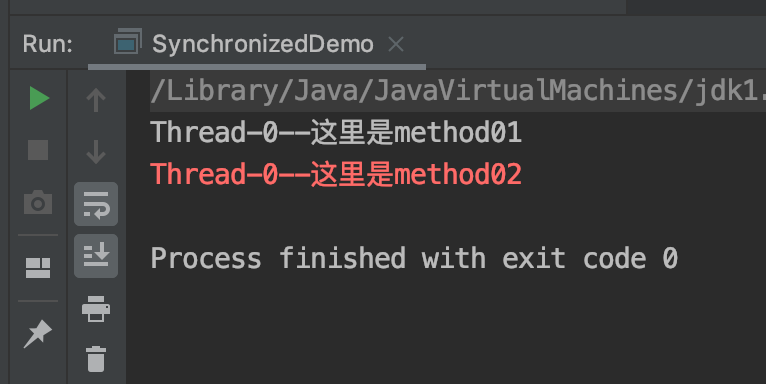 Run: SynchronizedDemo
/Library/Java/JavaVirtualMachines/jdk1.
Thread-0--这里是method01
Thread-0--这里是method02
Process finished with exit code 0